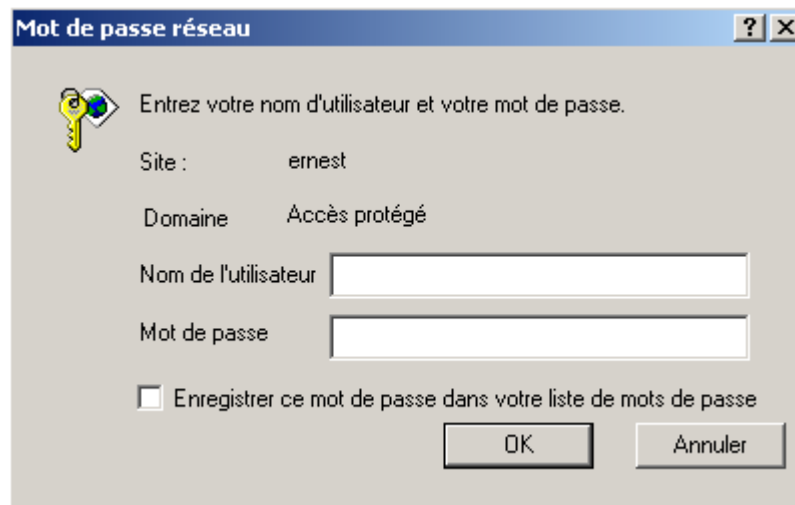 Mot de passe réseau
Entrez votre nom d'utilisateur et votre mot de passe.
Site : ernest
Domaine Accès protégé
Nom de l'utilisateur
Mot de passe
Enregistrer ce mot de passe dans votre liste de mots de passe
OK Annuler